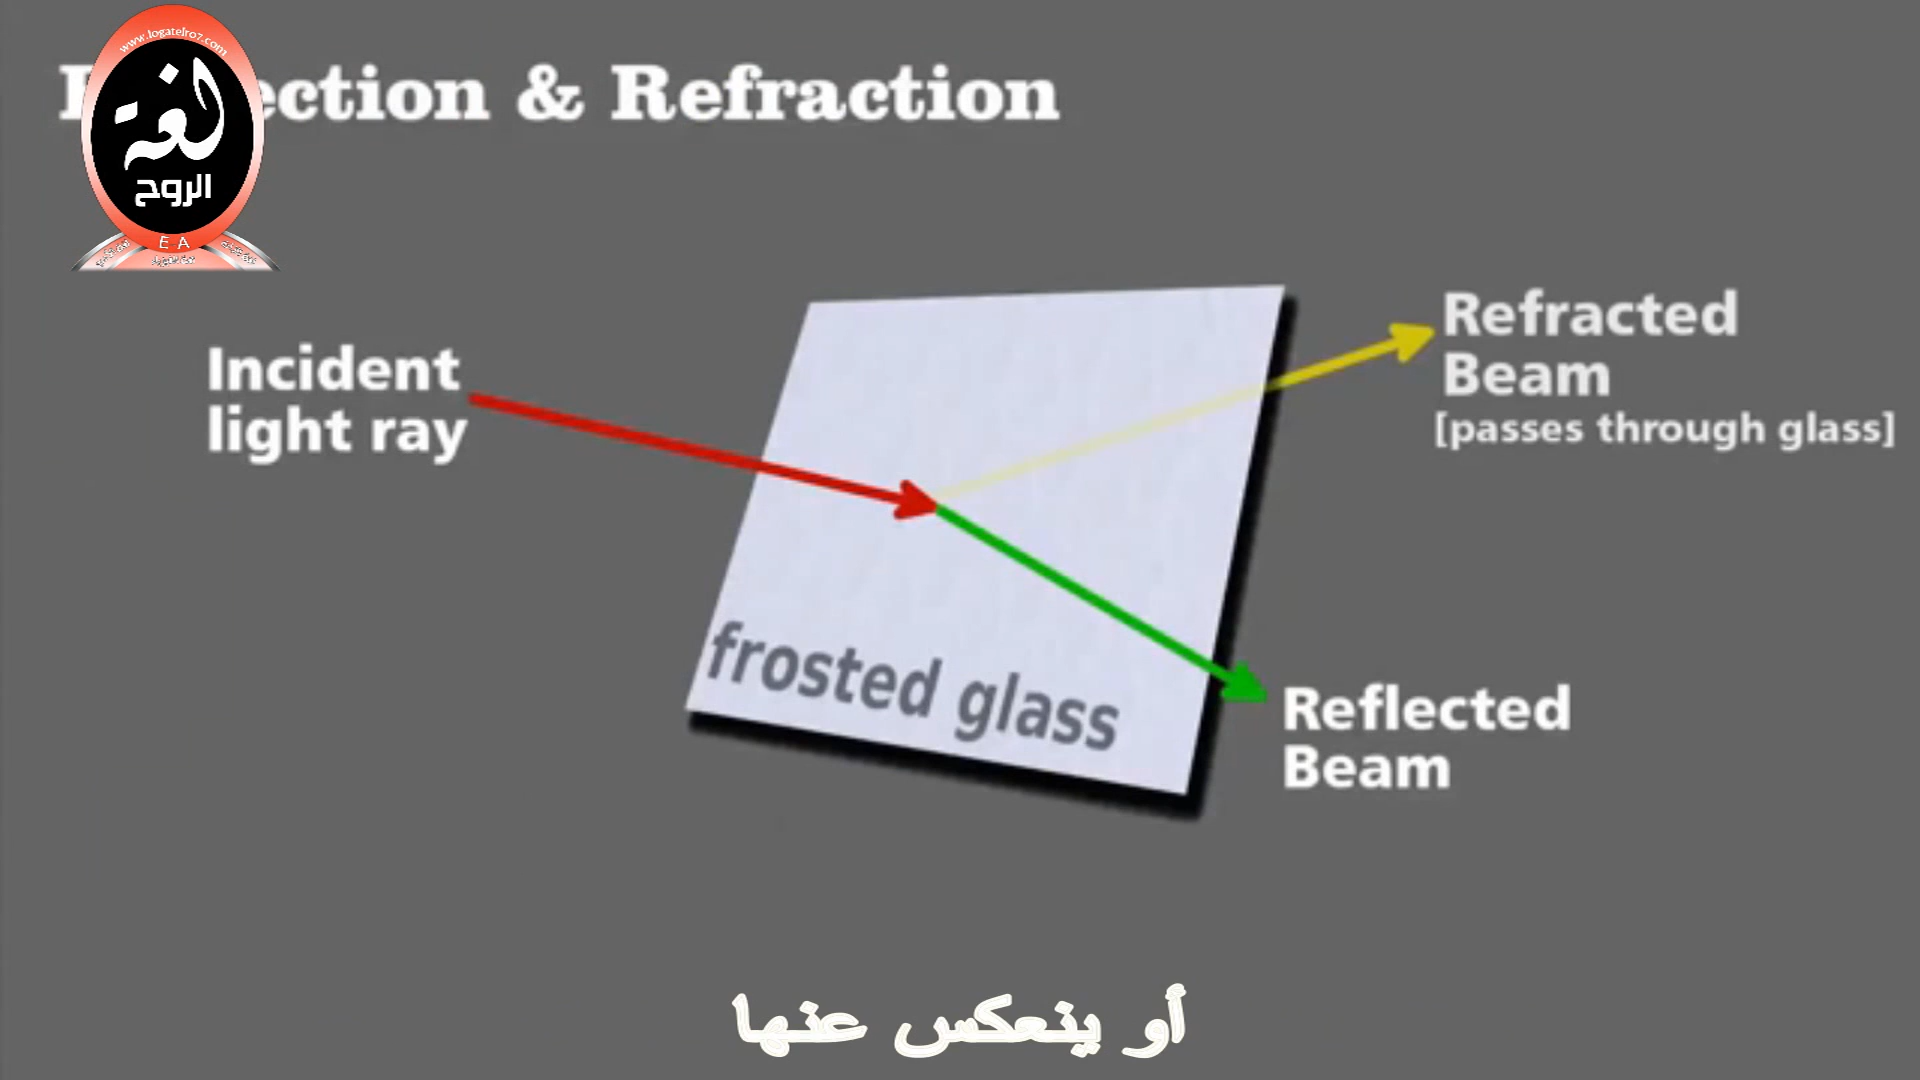 www.logatelro7.com
لغة
الروح
E A
ection & Refraction
Incident
light ray
Refracted
Beam
[passes through glass]
frosted glass
Reflected
Beam
أو ينعكس عنها